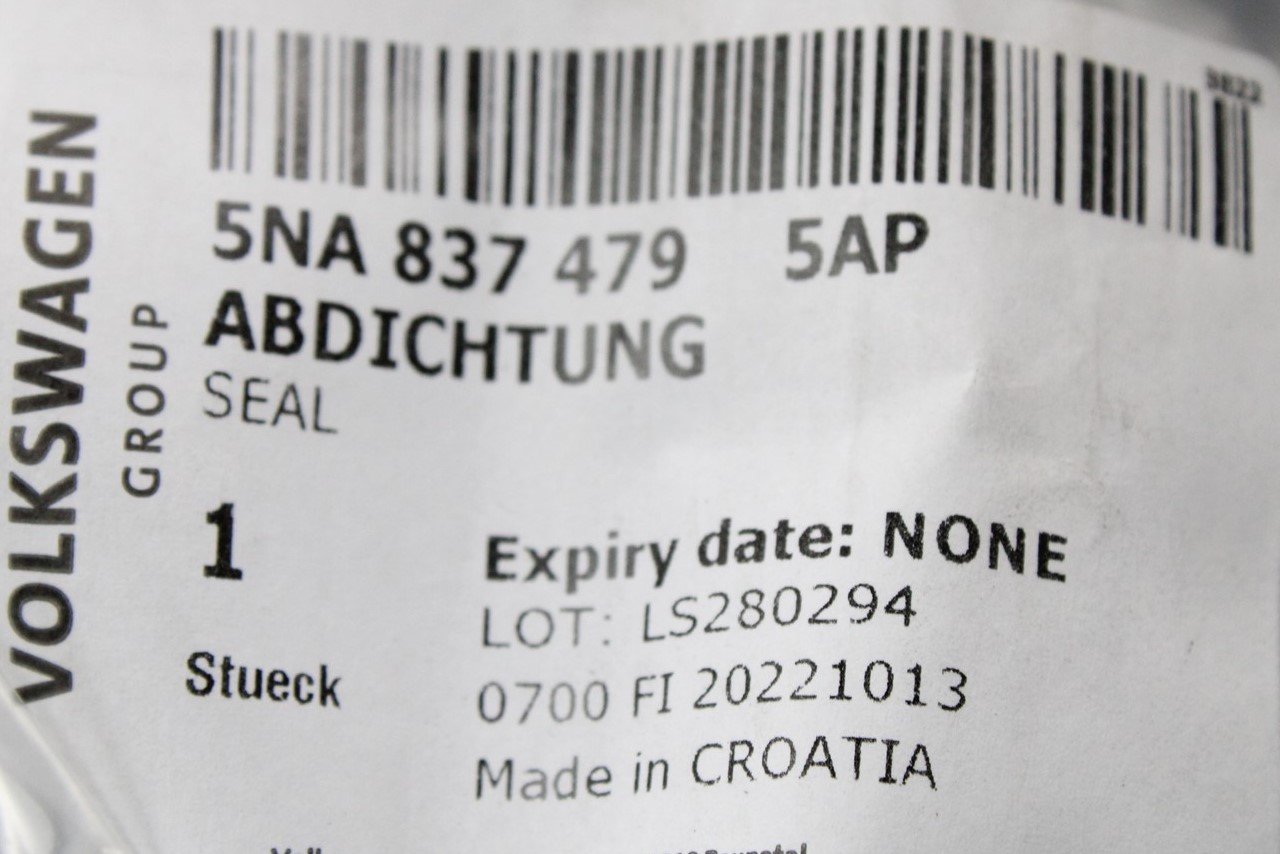 VOLKSWAGEN
GROUP
5NA 837 479 5AP
ABDICHTUNG
SEAL
1
Stueck
Expiry date: NONE
LOT: LS280294
0700 FI 20221013
Made in CROATIA